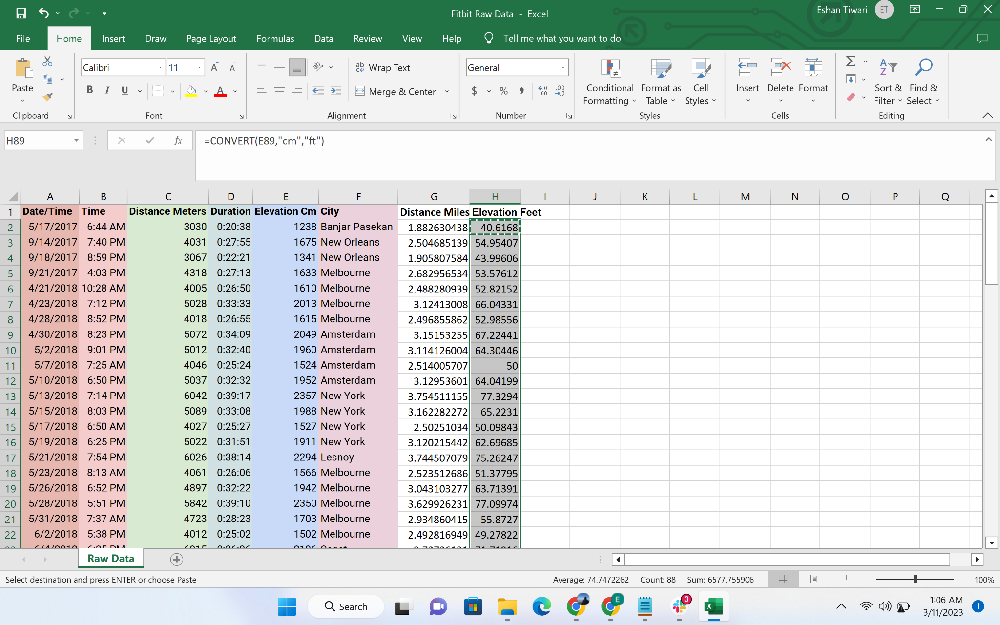 Fitbit Raw Data - Excel
Eshan Tiwari ET
File Home Insert Draw Page Layout Formulas Data Review View Help Tell me what you want to do
Calibri 11 A A ab Wrap Text General
Paste B I U A Merge & Center $ % , .0 .00 .00 .0
Conditional Formatting Format as Table Cell Styles Insert Delete Format Sort & Filter Find & Select
Clipboard Font Alignment Number Styles Cells Editing
H89 fx =CONVERT(E89,"cm","ft")
A B C D E F G H I J K L M N O P Q
1 Date/Time Time Distance Meters Duration Elevation Cm City Distance Miles Elevation Feet
2 5/17/2017 6:44 AM 3030 0:20:38 1238 Banjar Pasekan 1.882630438 40.6168
3 9/14/2017 7:40 PM 4031 0:27:55 1675 New Orleans 2.504685139 54.95407
4 9/18/2017 8:59 PM 3067 0:22:21 1341 New Orleans 1.905807584 43.99606
5 9/21/2017 4:03 PM 4318 0:27:13 1633 Melbourne 2.682956534 53.57612
6 4/21/2018 10:28 AM 4005 0:26:50 1610 Melbourne 2.488280939 52.82152
7 4/23/2018 7:12 PM 5028 0:33:33 2013 Melbourne 3.12413008 66.04331
8 4/28/2018 8:52 PM 4018 0:26:55 1615 Melbourne 2.496855862 52.98556
9 4/30/2018 8:23 PM 5072 0:34:09 2049 Amsterdam 3.15153255 67.22441
10 5/2/2018 9:01 PM 5012 0:32:40 1960 Amsterdam 3.114126004 64.30446
11 5/7/2018 7:25 AM 4046 0:25:24 1524 Amsterdam 2.514005707 50
12 5/10/2018 6:50 PM 5037 0:32:32 1952 Amsterdam 3.12953601 64.04199
13 5/13/2018 7:14 PM 6042 0:39:17 2357 New York 3.754511155 77.3294
14 5/15/2018 8:03 PM 5089 0:33:08 1988 New York 3.162282272 65.2231
15 5/17/2018 6:50 AM 4027 0:25:27 1527 New York 2.50251034 50.09843
16 5/19/2018 6:25 PM 5022 0:31:51 1911 New York 3.120215442 62.69685
17 5/21/2018 7:54 PM 6026 0:38:14 2294 Lesnoy 3.744507079 75.26247
18 5/23/2018 8:13 AM 4061 0:26:06 1566 Melbourne 2.523512686 51.37795
19 5/26/2018 6:52 PM 4897 0:32:22 1942 Melbourne 3.043103277 63.71391
20 5/28/2018 5:51 PM 5842 0:39:10 2350 Melbourne 3.629926231 77.09974
21 5/31/2018 7:37 AM 4723 0:28:23 1703 Melbourne 2.934860415 55.8727
22 6/2/2018 5:38 PM 4012 0:25:02 1502 Melbourne 2.492816949 49.27822
Raw Data
Select destination and press ENTER or choose Paste Average: 74.7472262 Count: 88 Sum: 6577.755906 100%
Search E 3 X 1:06 AM
3/11/2023 1